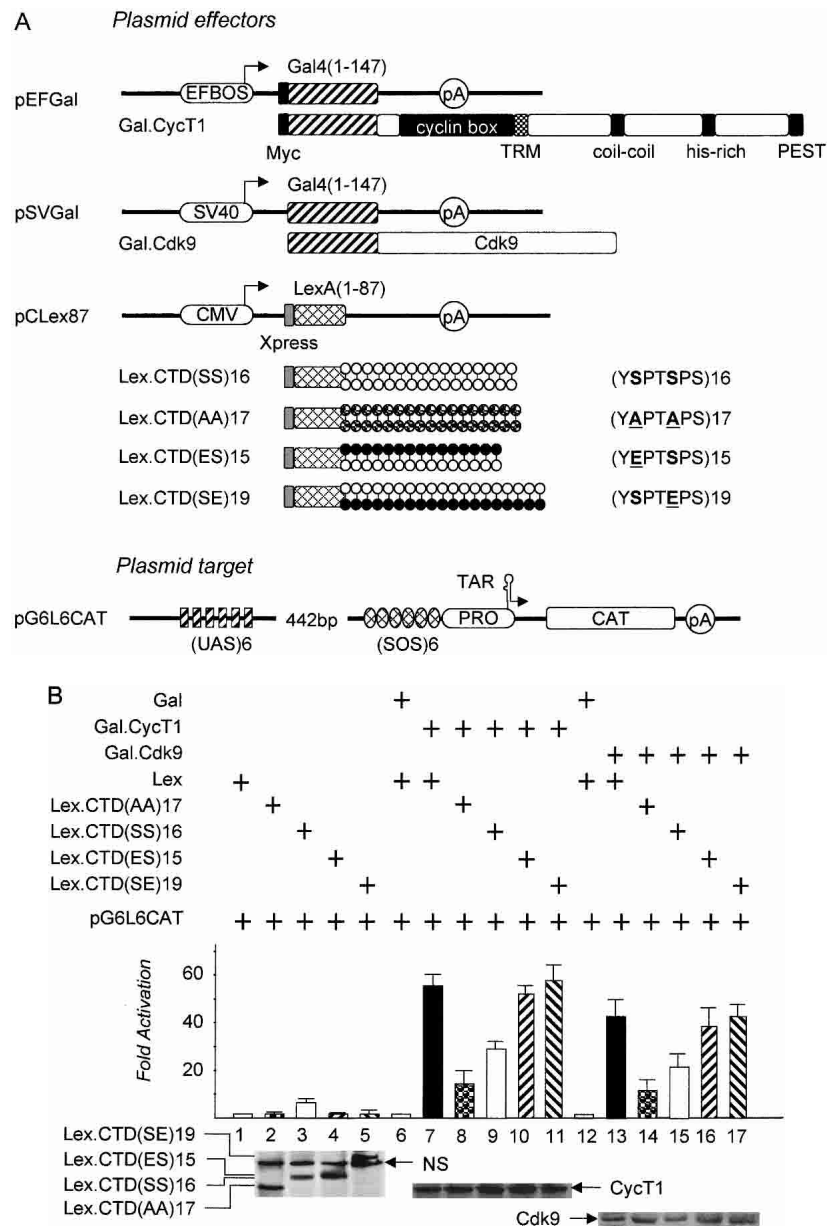 A
Plasmid effectors
Gal4(1-147)
pEFGal
EFBOS
pA
Gal.CycT1
cyclin box
Myc
TRM
coil-coil
his-rich
PEST
Gal4(1-147)
pSVGal
SV40
pA
Gal.Cdk9
Cdk9
LexA(1-87)
pCLex87
CMV
pA
Xpress
Lex.CTD(SS)16
(YSPTSPS)16
Lex.CTD(AA)17
(YAPTAPS)17
Lex.CTD(ES)15
(YEPTSPS)15
Lex.CTD(SE)19
(YSPTEPS)19
Plasmid target
TAR
pG6L6CAT
442bp
PRO
CAT
pA
(UAS)6
(SOS)6
B
Gal + +
Gal.CycT1 + + + + +
Gal.Cdk9 + + + + +
Lex + + + + +
Lex.CTD(AA)17 + + +
Lex.CTD(SS)16 + + +
Lex.CTD(ES)15 + + +
Lex.CTD(SE)19 + + +
pG6L6CAT + + + + + + + + + + + + + + + + +
Fold Activation
60
40
20
1 2 3 4 5 6 7 8 9 10 11 12 13 14 15 16 17
Lex.CTD(SE)19
Lex.CTD(ES)15
NS
Lex.CTD(SS)16
CycT1
Lex.CTD(AA)17
Cdk9